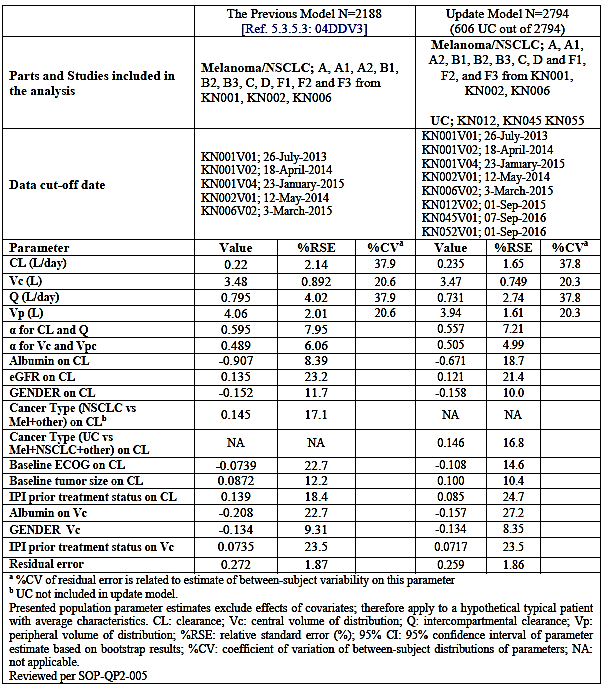 The Previous Model N=2188
[Ref. 5.3.5.3: 04DDV3]
Update Model N=2794
(606 UC out of 2794)
Parts and Studies included in
the analysis
Melanoma/NSCLC; A, A1, A2, B1,
B2, B3, C, D, F1, F2 and F3 from
KN001, KN002, KN006
Melanoma/NSCLC; A, A1,
A2, B1, B2, B3, C, D and F1,
F2, and F3 from KN001,
KN002, KN006
UC; KN012, KN045 KN055
Data cut-off date
KN001V01; 26-July-2013
KN001V02; 18-April-2014
KN001V04; 23-January-2015
KN002V01; 12-May-2014
KN006V02; 3-March-2015
KN001V01; 26-July-2013
KN001V02; 18-April-2014
KN001V04; 23-January-2015
KN002V01; 12-May-2014
KN006V02; 3-March-2015
KN012V02; 01-Sep-2015
KN045V01; 07-Sep-2016
KN052V01; 01-Sep-2016
Parameter Value %RSE %CVa Value %RSE %CVa
CL (L/day) 0.22 2.14 37.9 0.235 1.65 37.8
Vc (L) 3.48 0.892 20.6 3.47 0.749 20.3
Q (L/day) 0.795 4.02 37.9 0.731 2.74 37.8
Vp (L) 4.06 2.01 20.6 3.94 1.61 20.3
α for CL and Q 0.595 7.95 0.557 7.21
α for Vc and Vpc 0.489 6.06 0.505 4.99
Albumin on CL -0.907 8.39 -0.671 18.7
eGFR on CL 0.135 23.2 0.121 21.4
GENDER on CL -0.152 11.7 -0.158 10.0
Cancer Type (NSCLC vs
Mel+other) on CLb 0.145 17.1 NA NA
Cancer Type (UC vs
Mel+NSCLC+other) on CL NA NA 0.146 16.8
Baseline ECOG on CL -0.0739 22.7 -0.108 14.6
Baseline tumor size on CL 0.0872 12.2 0.100 10.4
IPI prior treatment status on CL 0.139 18.4 0.085 24.7
Albumin on Vc -0.208 22.7 -0.157 27.2
GENDER Vc -0.134 9.31 -0.134 8.35
IPI prior treatment status on Vc 0.0735 23.5 0.0717 23.5
Residual error 0.272 1.87 0.259 1.86
a %CV of residual error is related to estimate of between-subject variability on this parameter
b UC not included in update model.
Presented population parameter estimates exclude effects of covariates; therefore apply to a hypothetical typical patient
with average characteristics. CL: clearance; Vc: central volume of distribution; Q: intercompartmental clearance; Vp:
peripheral volume of distribution; %RSE: relative standard error (%); 95% CI: 95% confidence interval of parameter
estimate based on bootstrap results; %CV: coefficient of variation of between-subject distributions of parameters; NA:
not applicable.
Reviewed per SOP-QP2-005